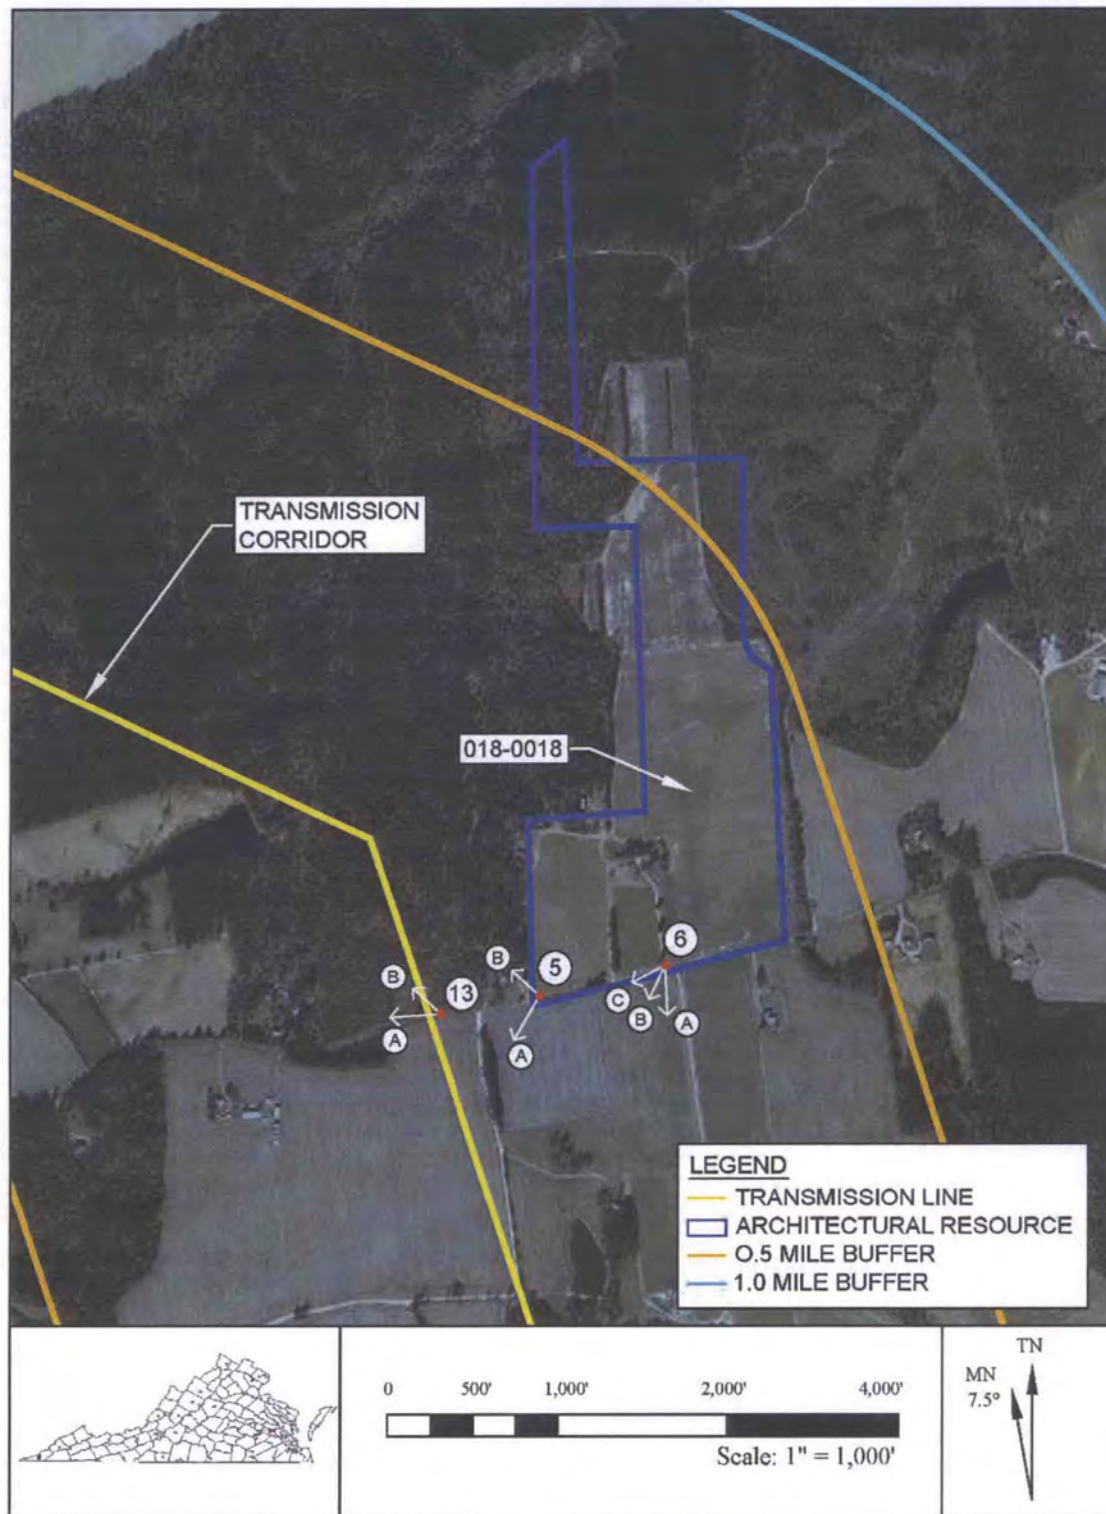 TRANSMISSION
CORRIDOR
018-0018
6
B
5
B
13
C
B
A
A
A
LEGEND
TRANSMISSION LINE
ARCHITECTURAL RESOURCE
O.5 MILE BUFFER
1.0 MILE BUFFER
0 500' 1,000' 2,000' 4,000'
Scale: 1" = 1,000'
TN
MN
7.5°